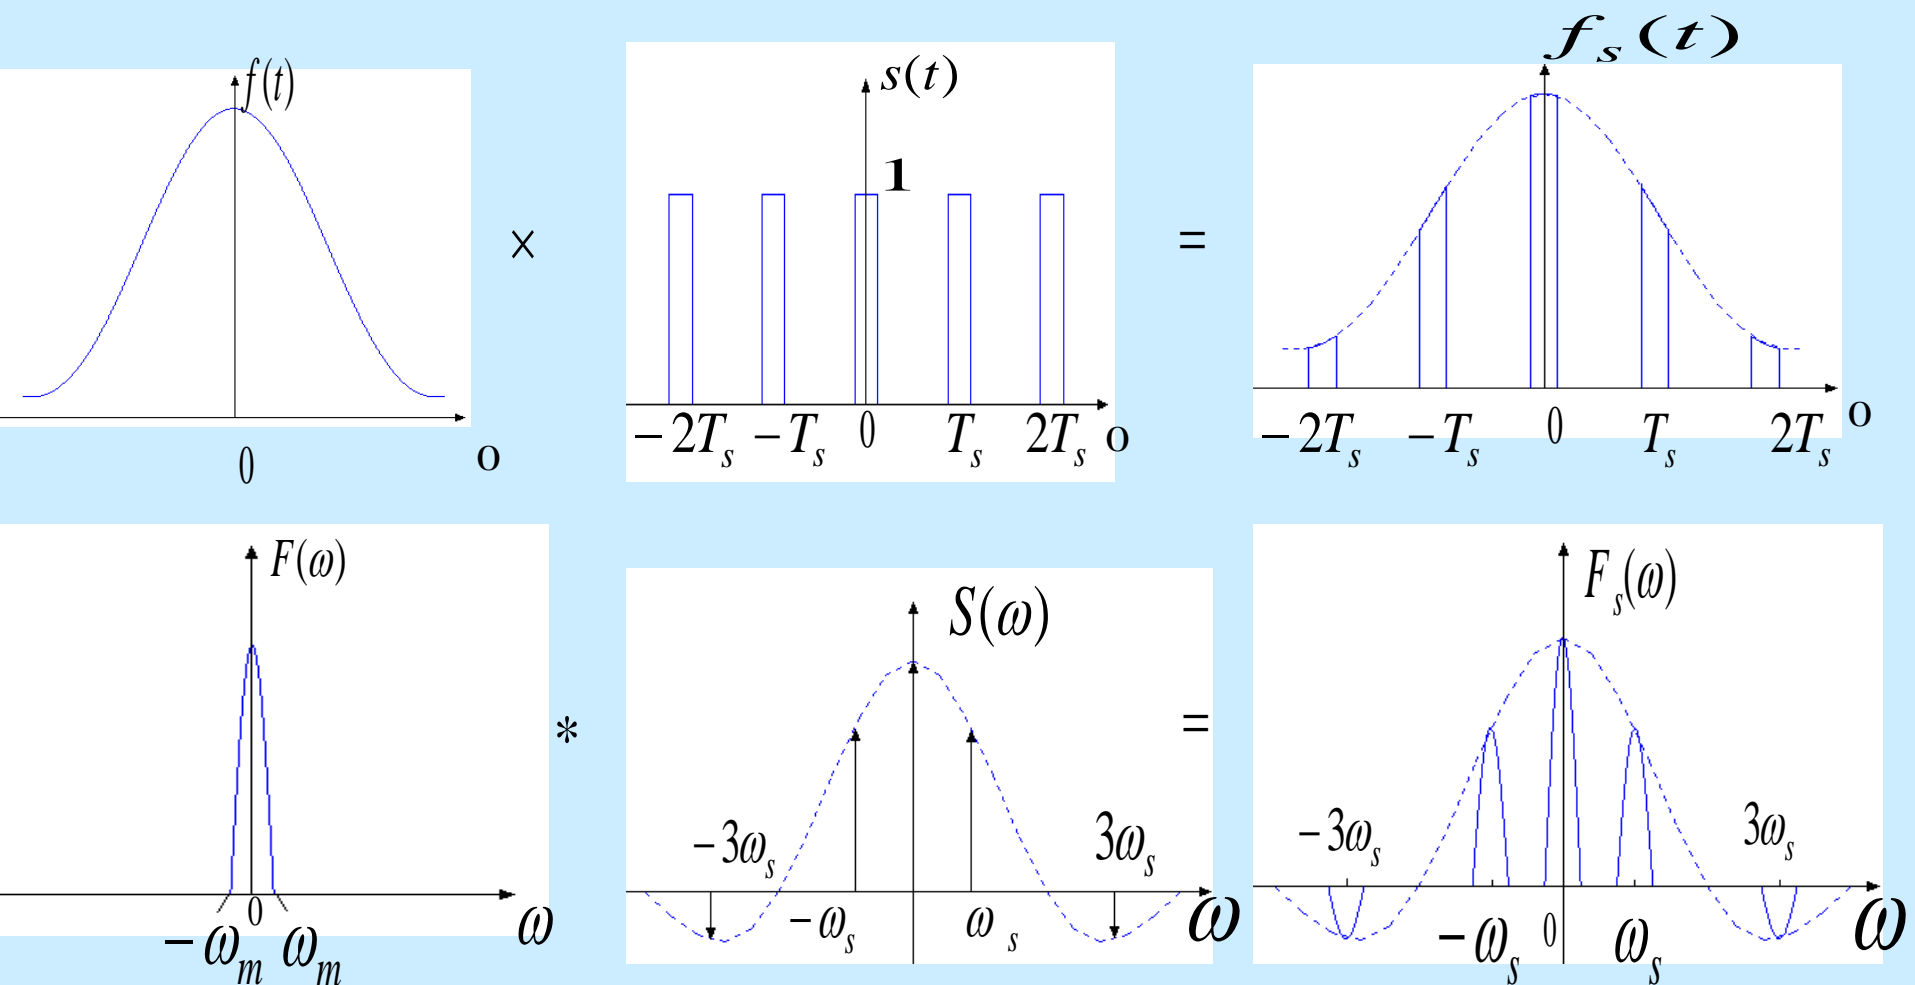 f(t)
0
o
×
s(t)
1
−2Tₛ −Tₛ 0 Tₛ 2Tₛ o
=
fₛ(t)
−2Tₛ −Tₛ 0 Tₛ 2Tₛ o
F(ω)
0
−ωₘ ωₘ ω
*
S(ω)
−3ωₛ 3ωₛ
−ωₛ ωₛ ω
=
Fₛ(ω)
−3ωₛ 3ωₛ
−ωₛ 0 ωₛ ω